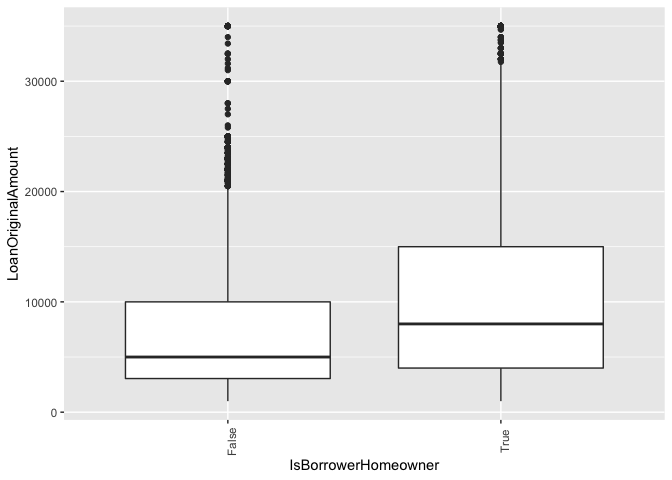 LoanOriginalAmount
30000
20000
10000
0
False
True
IsBorrowerHomeowner